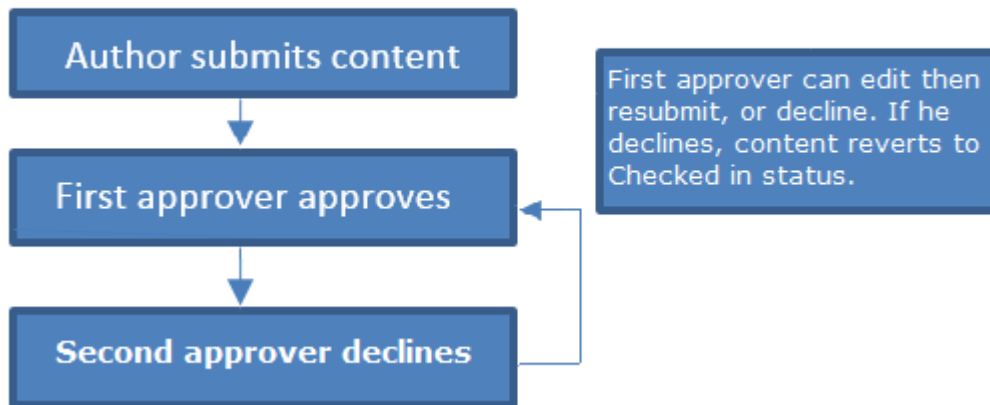 Author submits content
First approver approves
Second approver declines
First approver can edit then
resubmit, or decline. If he
declines, content reverts to
Checked in status.